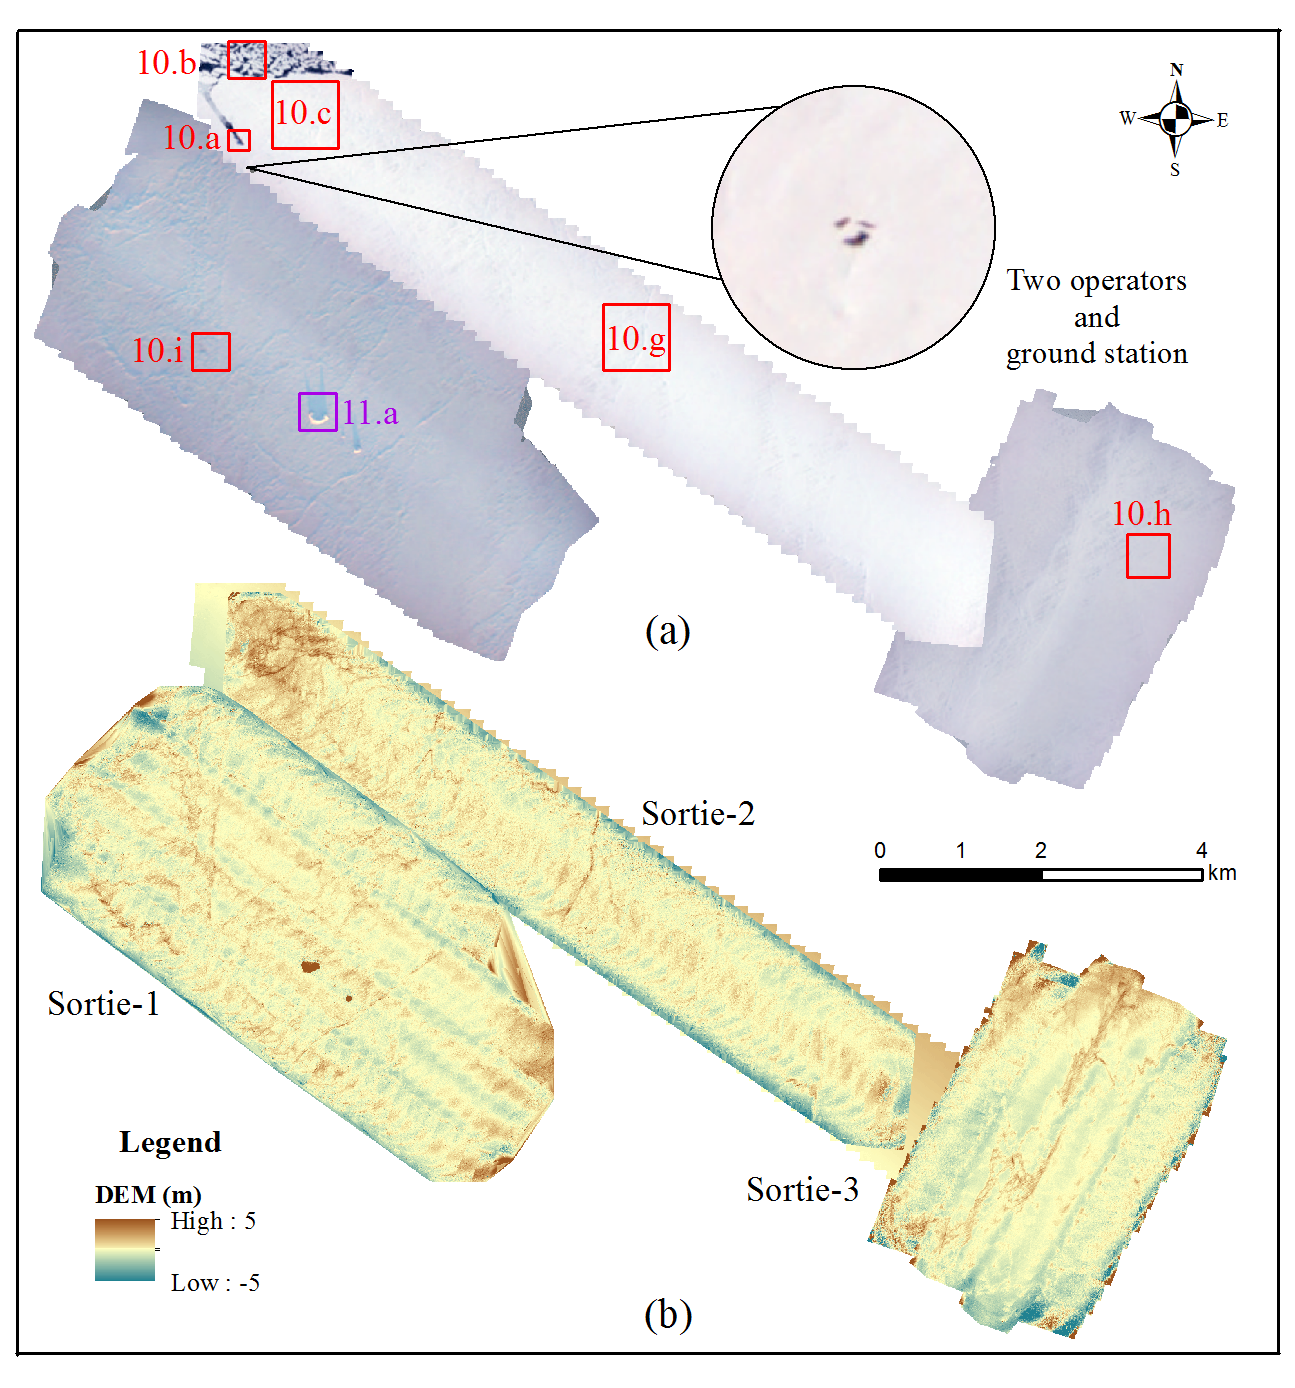 10.b
10.c
10.a
N
W
E
S
Two operators
and
ground station
10.g
10.i
11.a
10.h
(a)
Sortie-2
0 1 2 4
km
Sortie-1
Sortie-3
Legend
DEM (m)
High : 5
Low : -5
(b)